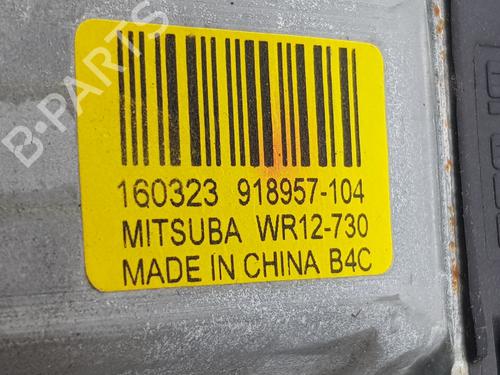 160323 918957-104
MITSUBA WR12-730
MADE IN CHINA B4C
B-PARTS